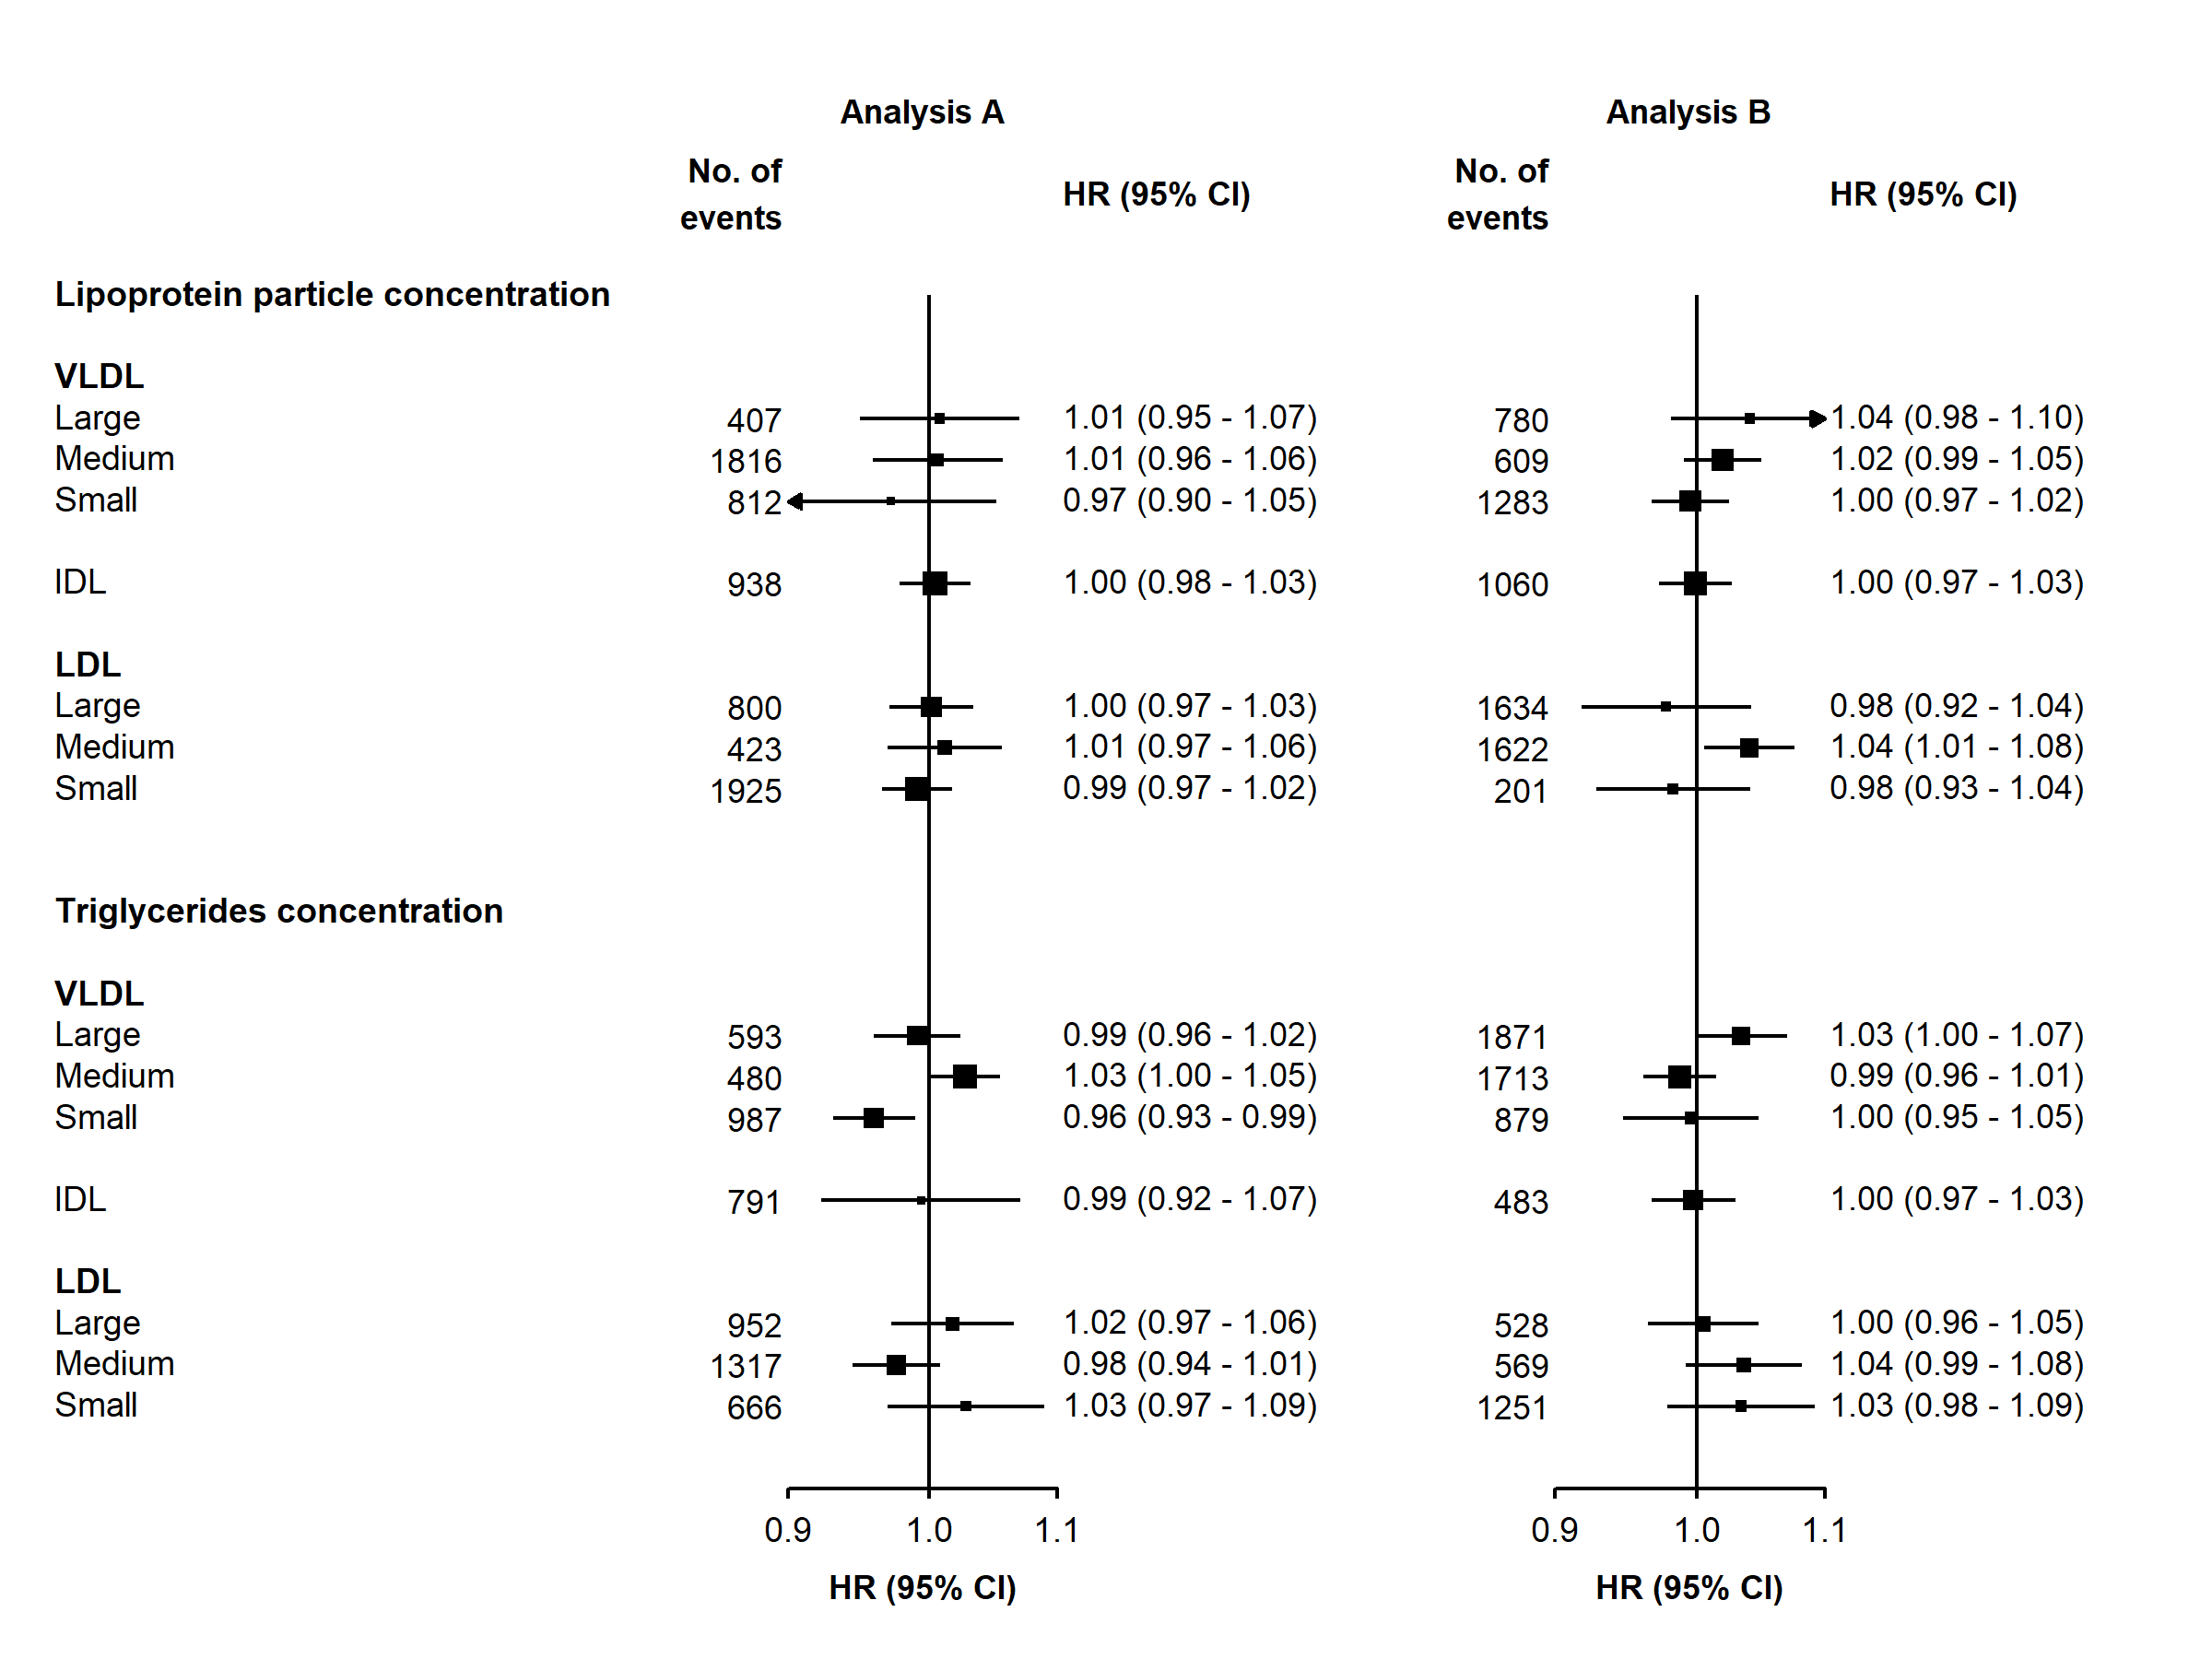 Analysis A Analysis B
No. of events HR (95% CI) No. of events HR (95% CI)
Lipoprotein particle concentration
VLDL
Large 407 1.01 (0.95 - 1.07) 780 1.04 (0.98 - 1.10)
Medium 1816 1.01 (0.96 - 1.06) 609 1.02 (0.99 - 1.05)
Small 812 0.97 (0.90 - 1.05) 1283 1.00 (0.97 - 1.02)
IDL 938 1.00 (0.98 - 1.03) 1060 1.00 (0.97 - 1.03)
LDL
Large 800 1.00 (0.97 - 1.03) 1634 0.98 (0.92 - 1.04)
Medium 423 1.01 (0.97 - 1.06) 1622 1.04 (1.01 - 1.08)
Small 1925 0.99 (0.97 - 1.02) 201 0.98 (0.93 - 1.04)
Triglycerides concentration
VLDL
Large 593 0.99 (0.96 - 1.02) 1871 1.03 (1.00 - 1.07)
Medium 480 1.03 (1.00 - 1.05) 1713 0.99 (0.96 - 1.01)
Small 987 0.96 (0.93 - 0.99) 879 1.00 (0.95 - 1.05)
IDL 791 0.99 (0.92 - 1.07) 483 1.00 (0.97 - 1.03)
LDL
Large 952 1.02 (0.97 - 1.06) 528 1.00 (0.96 - 1.05)
Medium 1317 0.98 (0.94 - 1.01) 569 1.04 (0.99 - 1.08)
Small 666 1.03 (0.97 - 1.09) 1251 1.03 (0.98 - 1.09)
0.9 1.0 1.1 0.9 1.0 1.1
HR (95% CI) HR (95% CI)